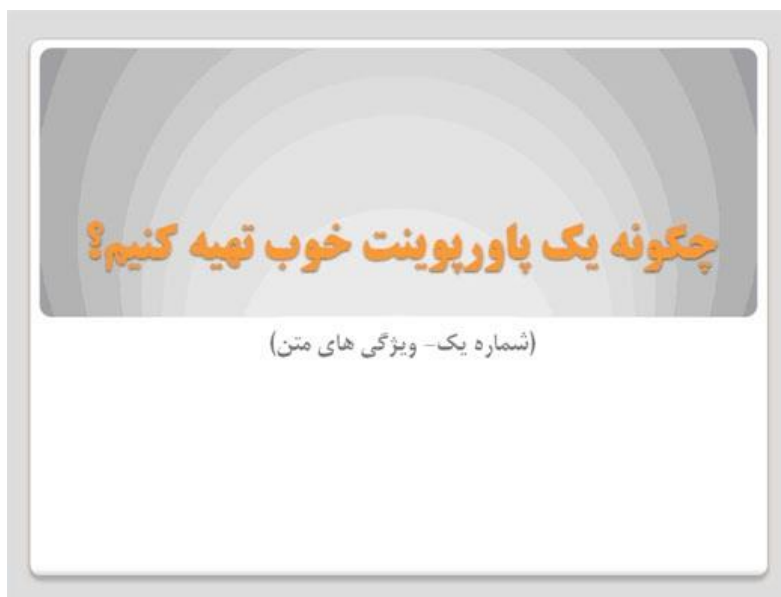 چگونه یک پاورپوینت خوب تهیه کنیم؟
(شماره یک- ویژگی های متن)